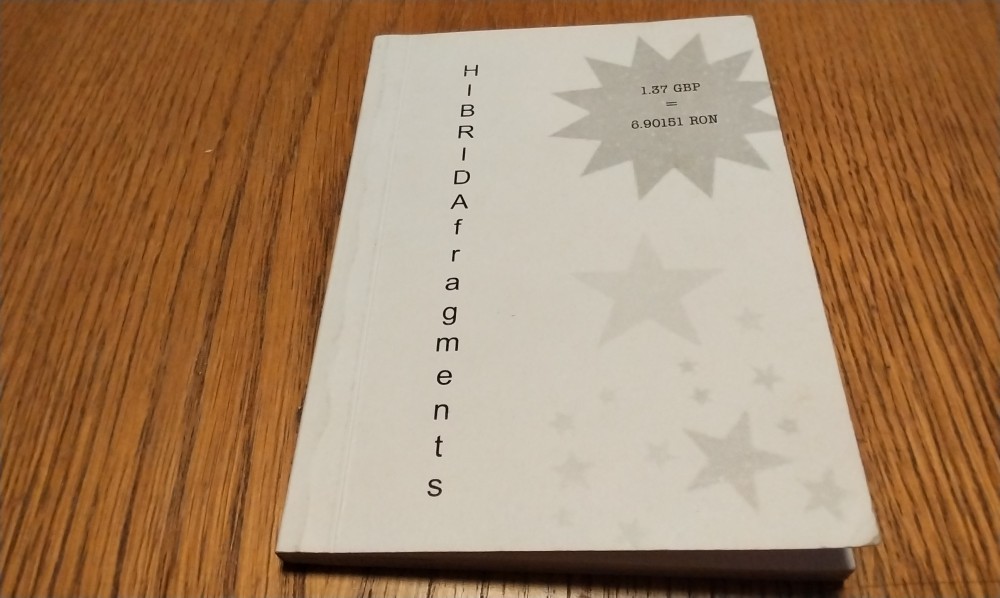 HIBRIDAfragments
1.37 GBP
=
6.90151 RON